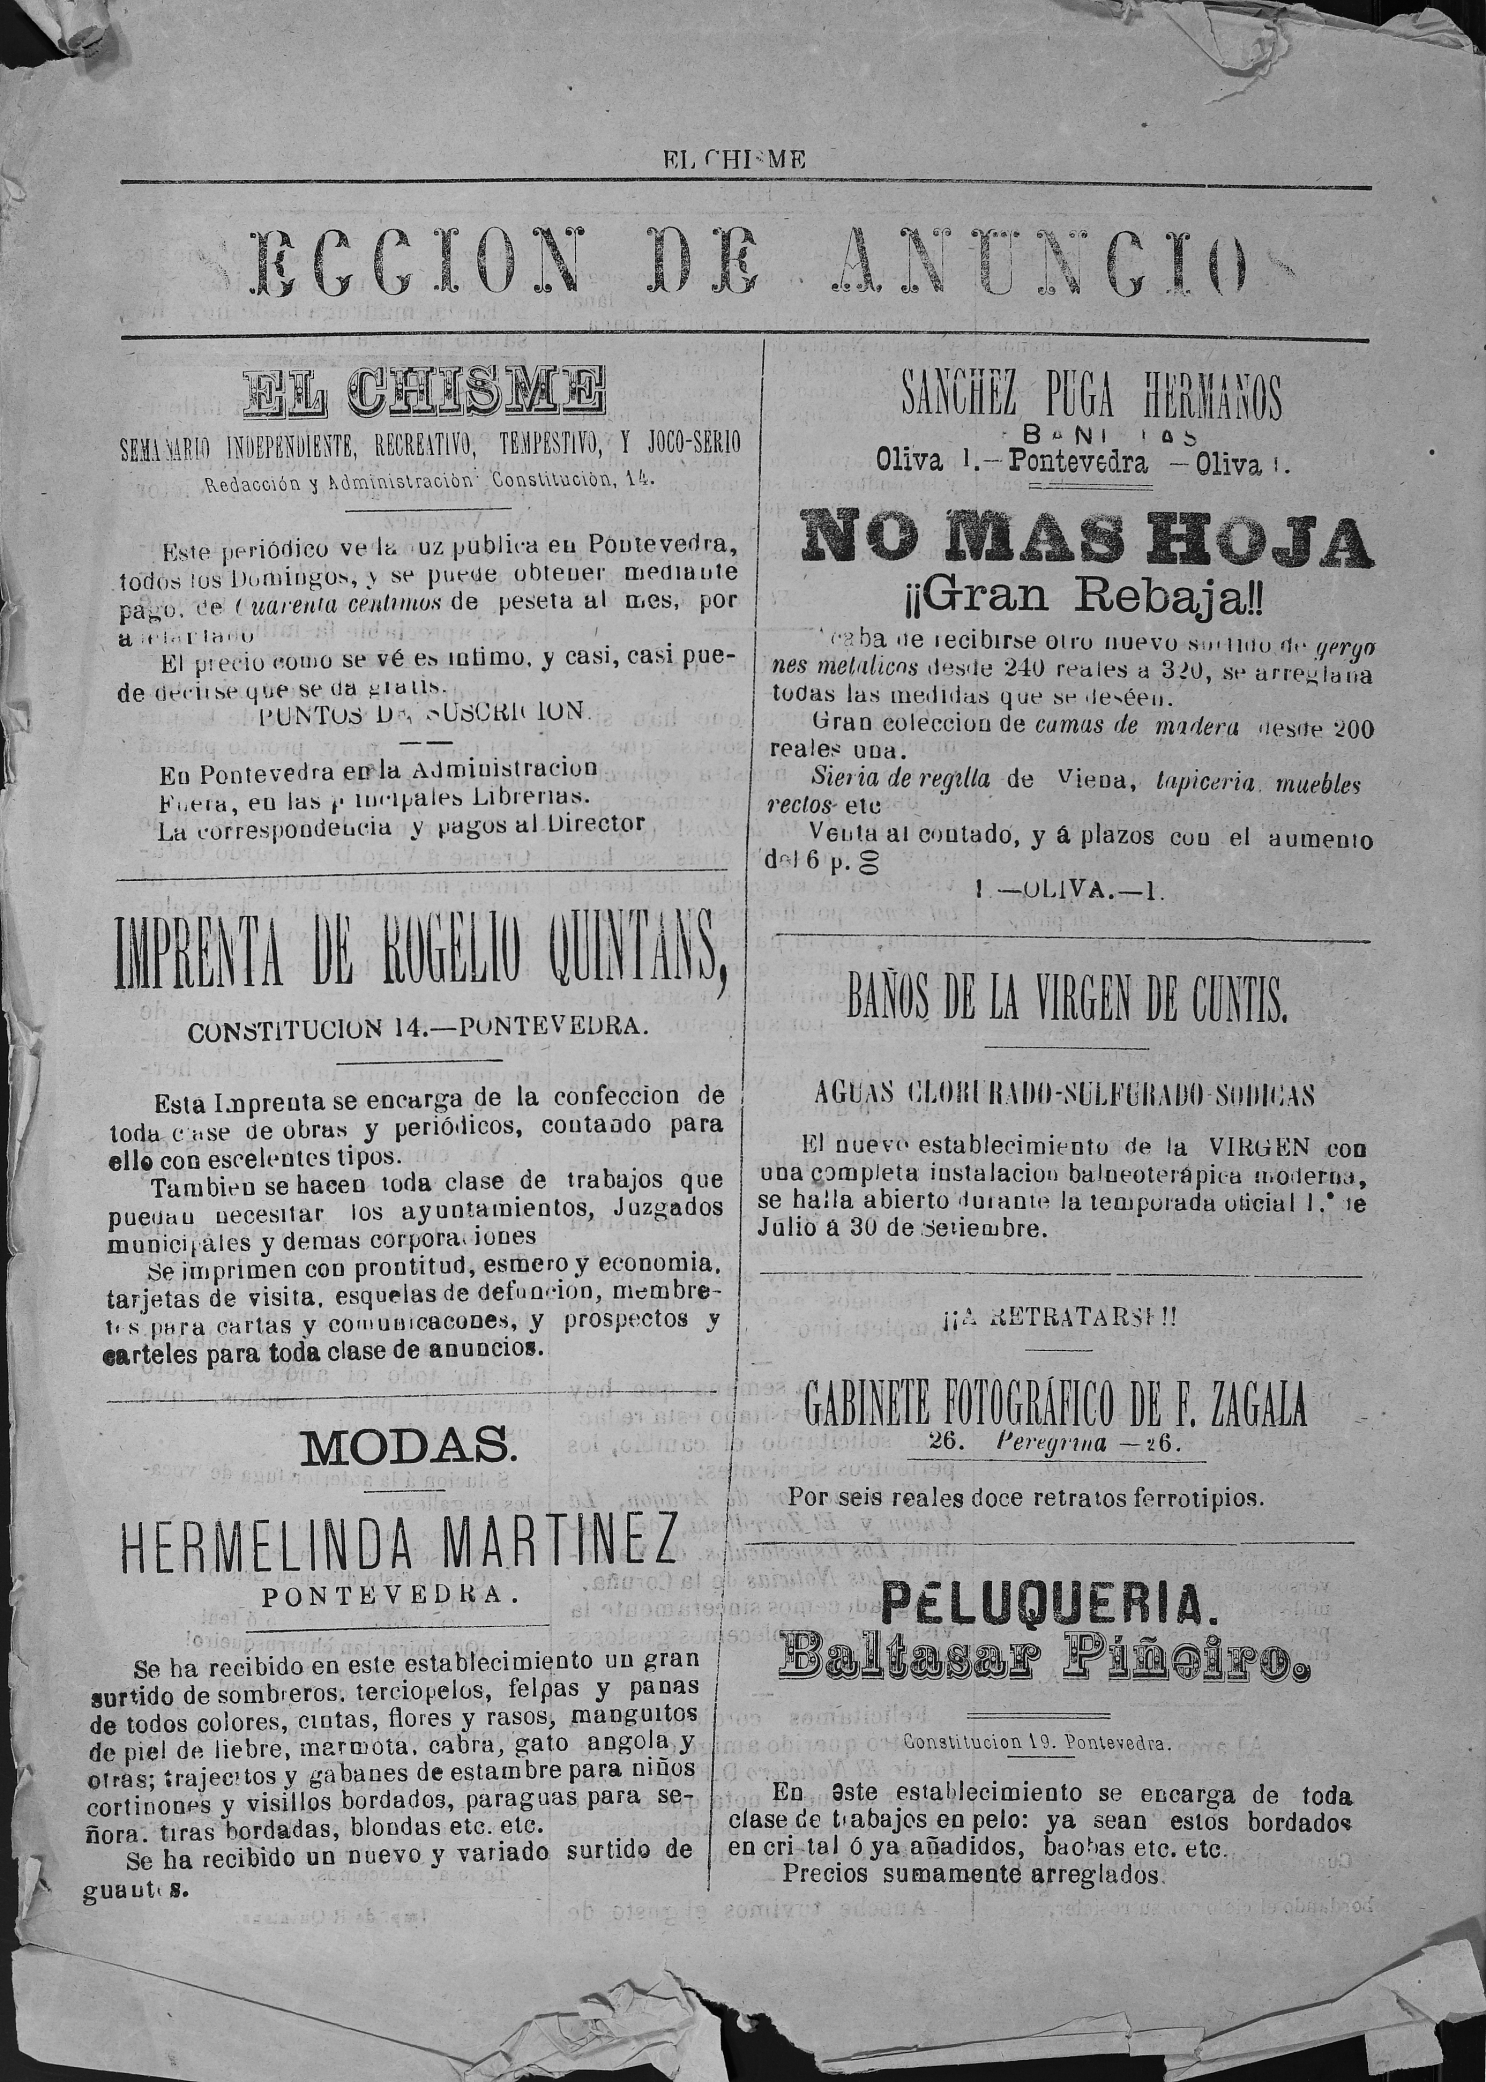 EL CHISME
SECCION DE ANUNCIOS
EL CHISME
SEMANARIO INDEPENDIENTE, RECREATIVO, TEMPESTIVO, Y JOCO-SERIO
Redacción y Administración Constitución, 14.
Este periódico ve la luz publica en Pontevedra,
todos los Domingos, y se puede obtener mediante
pago, de Cuarenta centimos de peseta al mes, por
adelantado
El precio como se vé es intimo, y casi, casi pue-
de decirse que se da gratis.
PUNTOS DE SUSCRICION.
En Pontevedra en la Administracion
Fuera, en las principales Librerias.
La correspondencia y pagos al Director
IMPRENTA DE ROGELIO QUINTANS,
CONSTITUCION 14.—PONTEVEDRA.
Esta Imprenta se encarga de la confeccion de
toda clase de obras y periódicos, contando para
ello con escelentes tipos.
Tambien se hacen toda clase de trabajos que
puedan necesitar los ayuntamientos, Juzgados
municipales y demas corporaciones
Se imprimen con prontitud, esmero y economia,
tarjetas de visita, esquelas de defuncion, membre-
tes para cartas y comunicacones, y prospectos y
carteles para toda clase de anuncios.
MODAS.
HERMELINDA MARTINEZ
PONTEVEDRA.
Se ha recibido en este establecimiento un gran
surtido de sombreros, terciopelos, felpas y panas
de todos colores, cintas, flores y rasos, manguitos
de piel de liebre, marmota, cabra, gato angola y
otras; trajecitos y gabanes de estambre para niños
cortinones y visillos bordados, paraguas para se-
ñora, tiras bordadas, blondas etc. etc.
Se ha recibido un nuevo y variado surtido de
guantes.
SANCHEZ PUGA HERMANOS
Oliva 1.—Pontevedra—Oliva 1.
NO MAS HOJA
¡¡Gran Rebaja!!
Acaba de recibirse otro nuevo surtido de gergo
nes metalicos desde 240 reales a 320, se arreglana
todas las medidas que se deséen.
Gran coleccion de camas de madera desde 200
reales una.
Sieria de regilla de Viena, tapiceria, muebles
rectos etc
Venta al contado, y á plazos con el aumento
del 6 p. 0/0
1.—OLIVA.—1.
BAÑOS DE LA VIRGEN DE CUNTIS.
AGUAS CLORURADO-SULFURADO-SODICAS
El nuevo establecimiento de la VIRGEN con
una completa instalacion balneoterápica moderna,
se halla abierto durante la temporada oficial 1.° de
Julio á 30 de Setiembre.
¡¡A RETRATARSE!!
GABINETE FOTOGRÁFICO DE F. ZAGALA
26. Peregrina—26.
Por seis reales doce retratos ferrotipios.
PELUQUERIA.
Baltasar Piñeiro.
Constitucion 19. Pontevedra.
En este establecimiento se encarga de toda
clase de trabajos en pelo: ya sean estos bordados
en cristal ó ya añadidos, baobas etc. etc.
Precios sumamente arreglados.